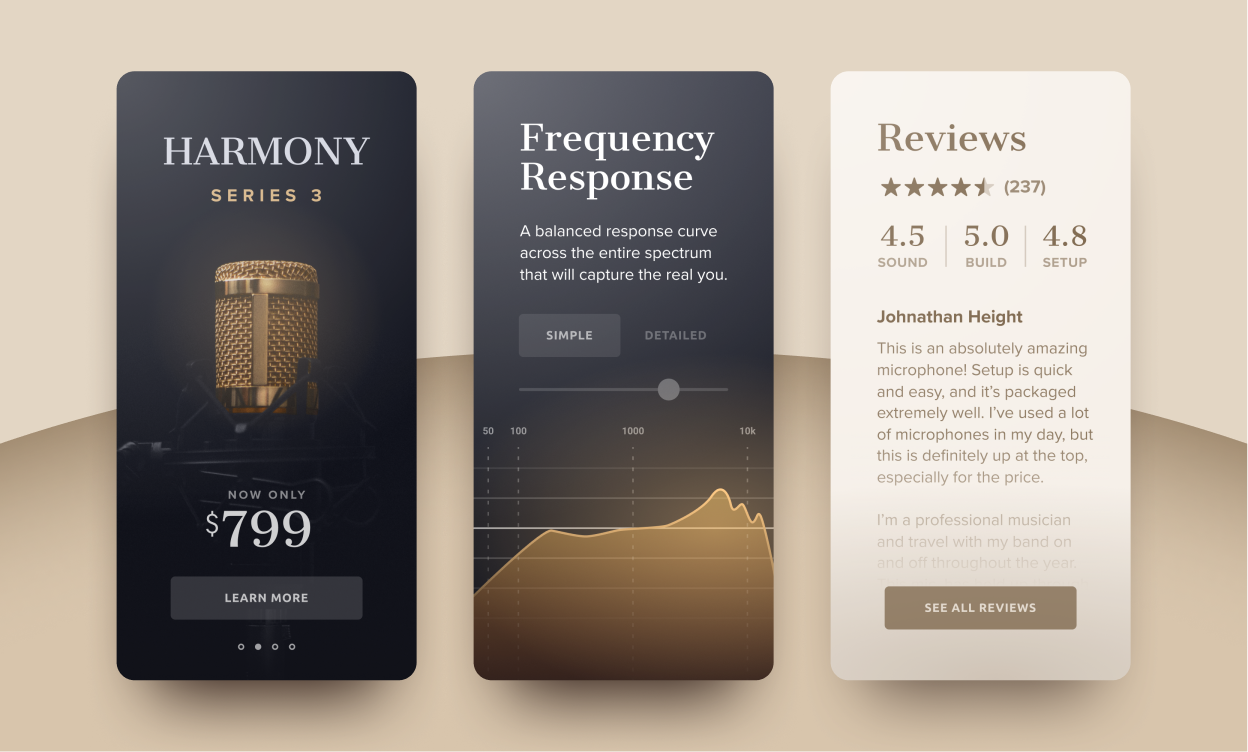 HARMONY
SERIES 3
NOW ONLY
$799
LEARN MORE
Frequency
Response
A balanced response curve
across the entire spectrum
that will capture the real you.
SIMPLE DETAILED
50 100 1000 10k
Reviews
(237)
4.5 5.0 4.8
SOUND BUILD SETUP
Johnathan Height
This is an absolutely amazing
microphone! Setup is quick
and easy, and it’s packaged
extremely well. I’ve used a lot
of microphones in my day, but
this is definitely up at the top,
especially for the price.
I’m a professional musician
and travel with my band on
and off throughout the year.
SEE ALL REVIEWS